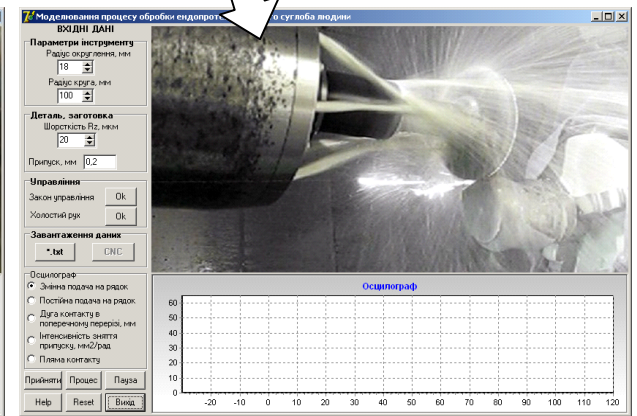 Моделювання процесу обробки ендопроте го суглоба людини
ВХІДНІ ДАНІ
Параметри інструменту
Радіус округлення, мм
18
Радіус круга, мм
100
Деталь, заготовка
Шорсткість Rz, мкм
20
Припуск, мм 0,2
Управління
Закон управління Ok
Холостий рух Ok
Завантаження даних
*.txt CNC
Осцилограф
Змінна подача на рядок
Постійна подача на рядок
Дуга контакту в
поперечному перерізі, мм
Інтенсивність зняття
припуску, мм2/рад
Пляма контакту
Прийняти Процес Пауза
Help Reset Вихід
Осцилограф
60
50
40
30
20
10
0
-20 -10 0 10 20 30 40 50 60 70 80 90 100 110 120